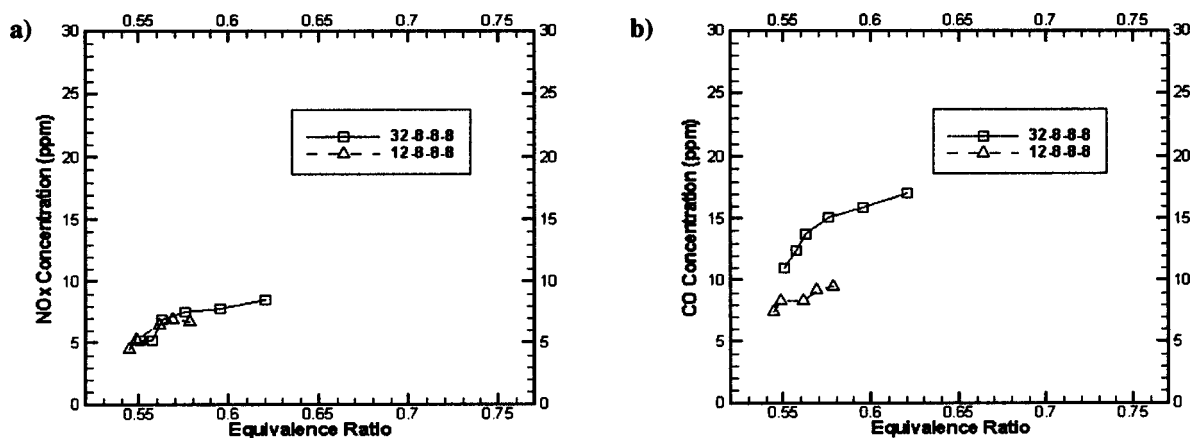 a)
0.55 0.6 0.65 0.7 0.75
30 30
25 25
20 20
15 15
10 10
5 5
0 0
NOx Concentration (ppm)
32-8-8-8
12-8-8-8
0.55 0.6 0.65 0.7 0.75
Equivalence Ratio
b)
0.55 0.6 0.65 0.7 0.75
30 30
25 25
20 20
15 15
10 10
5 5
0 0
CO Concentration (ppm)
32-8-8-8
12-8-8-8
0.55 0.6 0.65 0.7 0.75
Equivalence Ratio